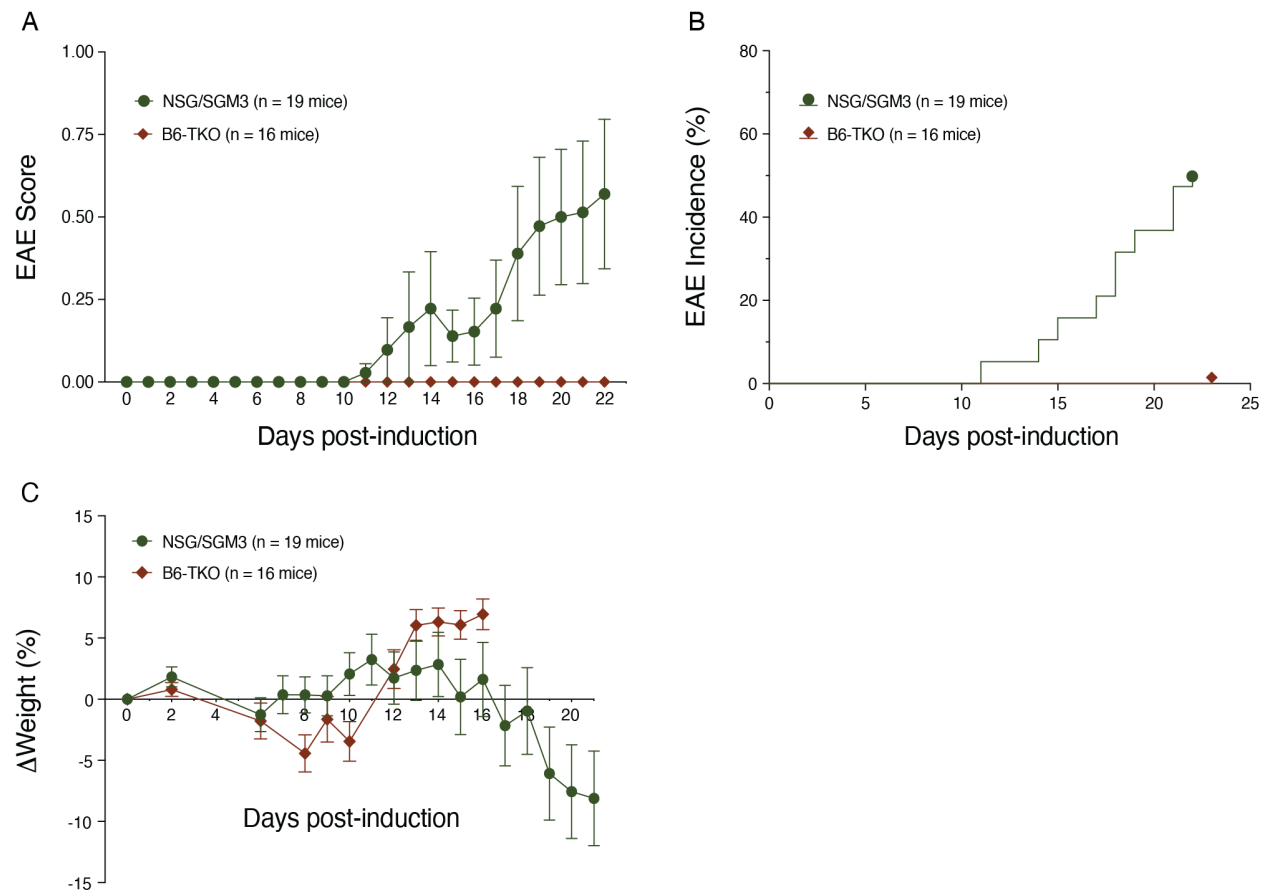 A
1.00
0.75
0.50
0.25
0.00
EAE Score
NSG/SGM3 (n = 19 mice)
B6-TKO (n = 16 mice)
0 2 4 6 8 10 12 14 16 18 20 22
Days post-induction
B
80
60
40
20
0
EAE Incidence (%)
NSG/SGM3 (n = 19 mice)
B6-TKO (n = 16 mice)
0 5 10 15 20 25
Days post-induction
C
15
10
5
0
-5
-10
-15
ΔWeight (%)
NSG/SGM3 (n = 19 mice)
B6-TKO (n = 16 mice)
0 2 4 6 8 10 12 14 16 18 20
Days post-induction